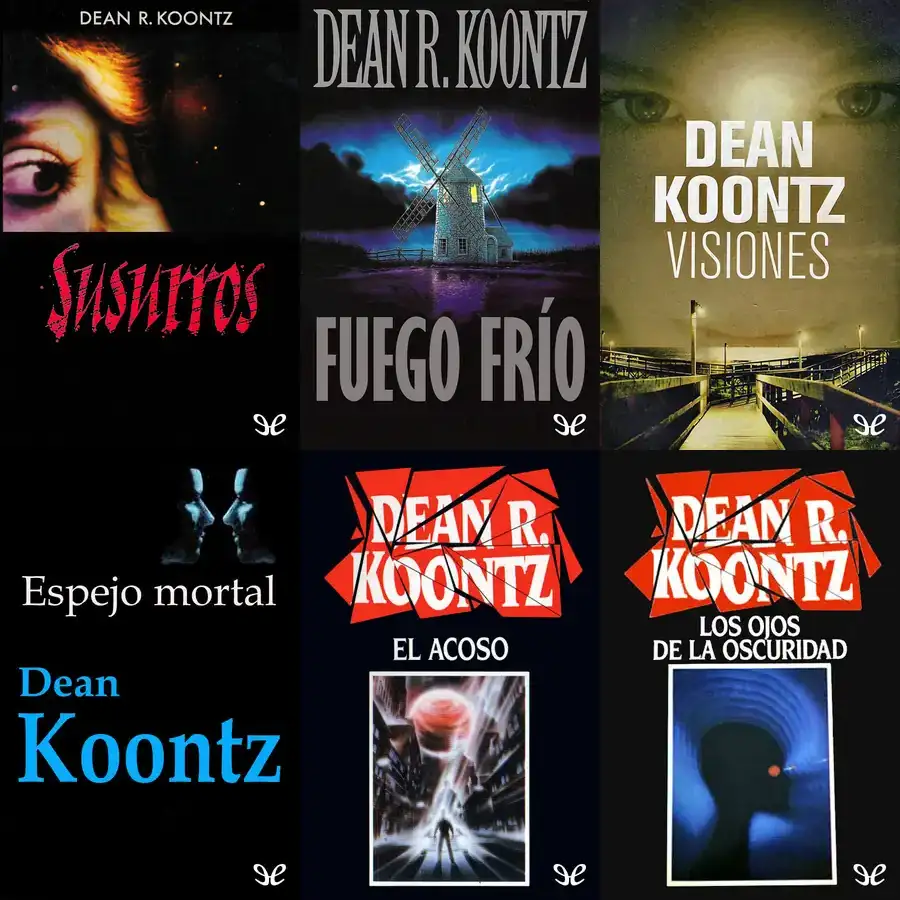 DEAN R. KOONTZ
Susurros
DEAN R. KOONTZ
FUEGO FRÍO
DEAN
KOONTZ
VISIONES
Espejo mortal
Dean
Koontz
DEAN R.
KOONTZ
EL ACOSO
DEAN R.
KOONTZ
LOS OJOS
DE LA OSCURIDAD